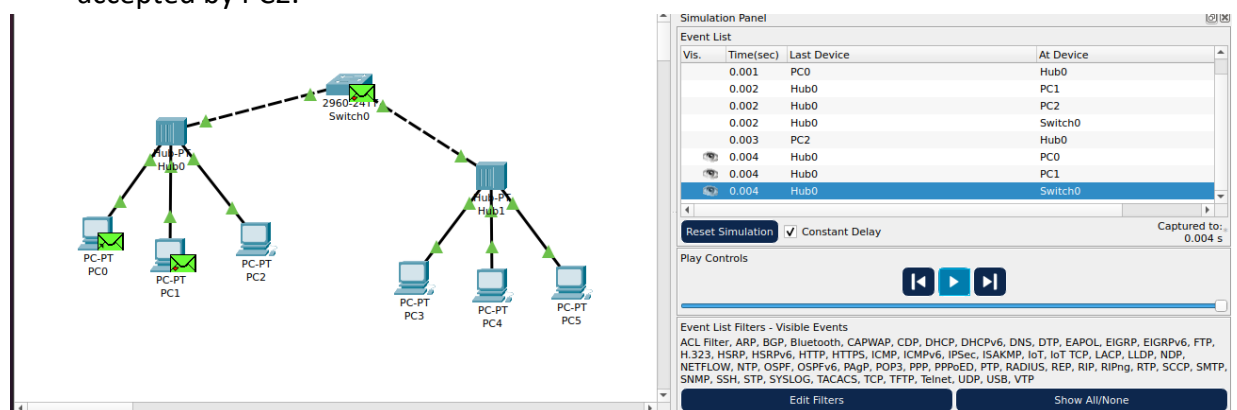 accepted by PC2.
Simulation Panel
Event List
Vis. Time(sec) Last Device At Device
0.001 PC0 Hub0
0.002 Hub0 PC1
0.002 Hub0 PC2
0.002 Hub0 Switch0
0.003 PC2 Hub0
0.004 Hub0 PC0
0.004 Hub0 PC1
0.004 Hub0 Switch0
Reset Simulation Constant Delay Captured to:
0.004 s
Play Controls
Event List Filters - Visible Events
ACL Filter, ARP, BGP, Bluetooth, CAPWAP, CDP, DHCP, DHCPv6, DNS, DTP, EAPOL, EIGRP, EIGRPv6, FTP,
H.323, HSRP, HSRPv6, HTTP, HTTPS, ICMP, ICMPv6, IPSec, ISAKMP, IoT, IoT TCP, LACP, LLDP, NDP,
NETFLOW, NTP, OSPF, OSPFv6, PAgP, POP3, PPP, PPPoED, PTP, RADIUS, REP, RIP, RIPng, RTP, SCCP, SMTP,
SNMP, SSH, STP, SYSLOG, TACACS, TCP, TFTP, Telnet, UDP, USB, VTP
Edit Filters Show All/None
2960-24TT
Switch0
Hub-PT
Hub0
Hub-PT
Hub1
PC-PT
PC0
PC-PT
PC1
PC-PT
PC2
PC-PT
PC3
PC-PT
PC4
PC-PT
PC5